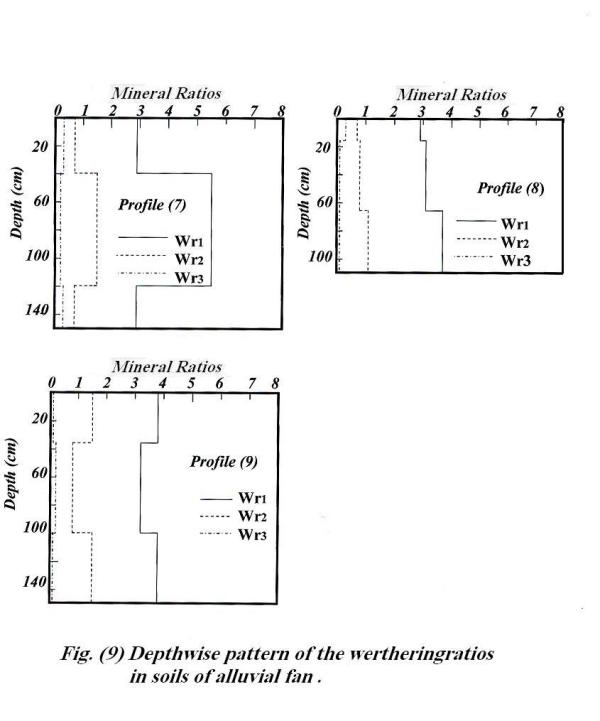 Mineral Ratios
0 1 2 3 4 5 6 7 8
Depth (cm)
20
60
100
140
Profile (7)
Wr1
Wr2
Wr3
Mineral Ratios
0 1 2 3 4 5 6 7 8
Depth (cm)
20
60
100
Profile (8)
Wr1
Wr2
Wr3
Mineral Ratios
0 1 2 3 4 5 6 7 8
Depth (cm)
20
60
100
140
Profile (9)
Wr1
Wr2
Wr3
Fig. (9) Depthwise pattern of the wertheringratios
in soils of alluvial fan .